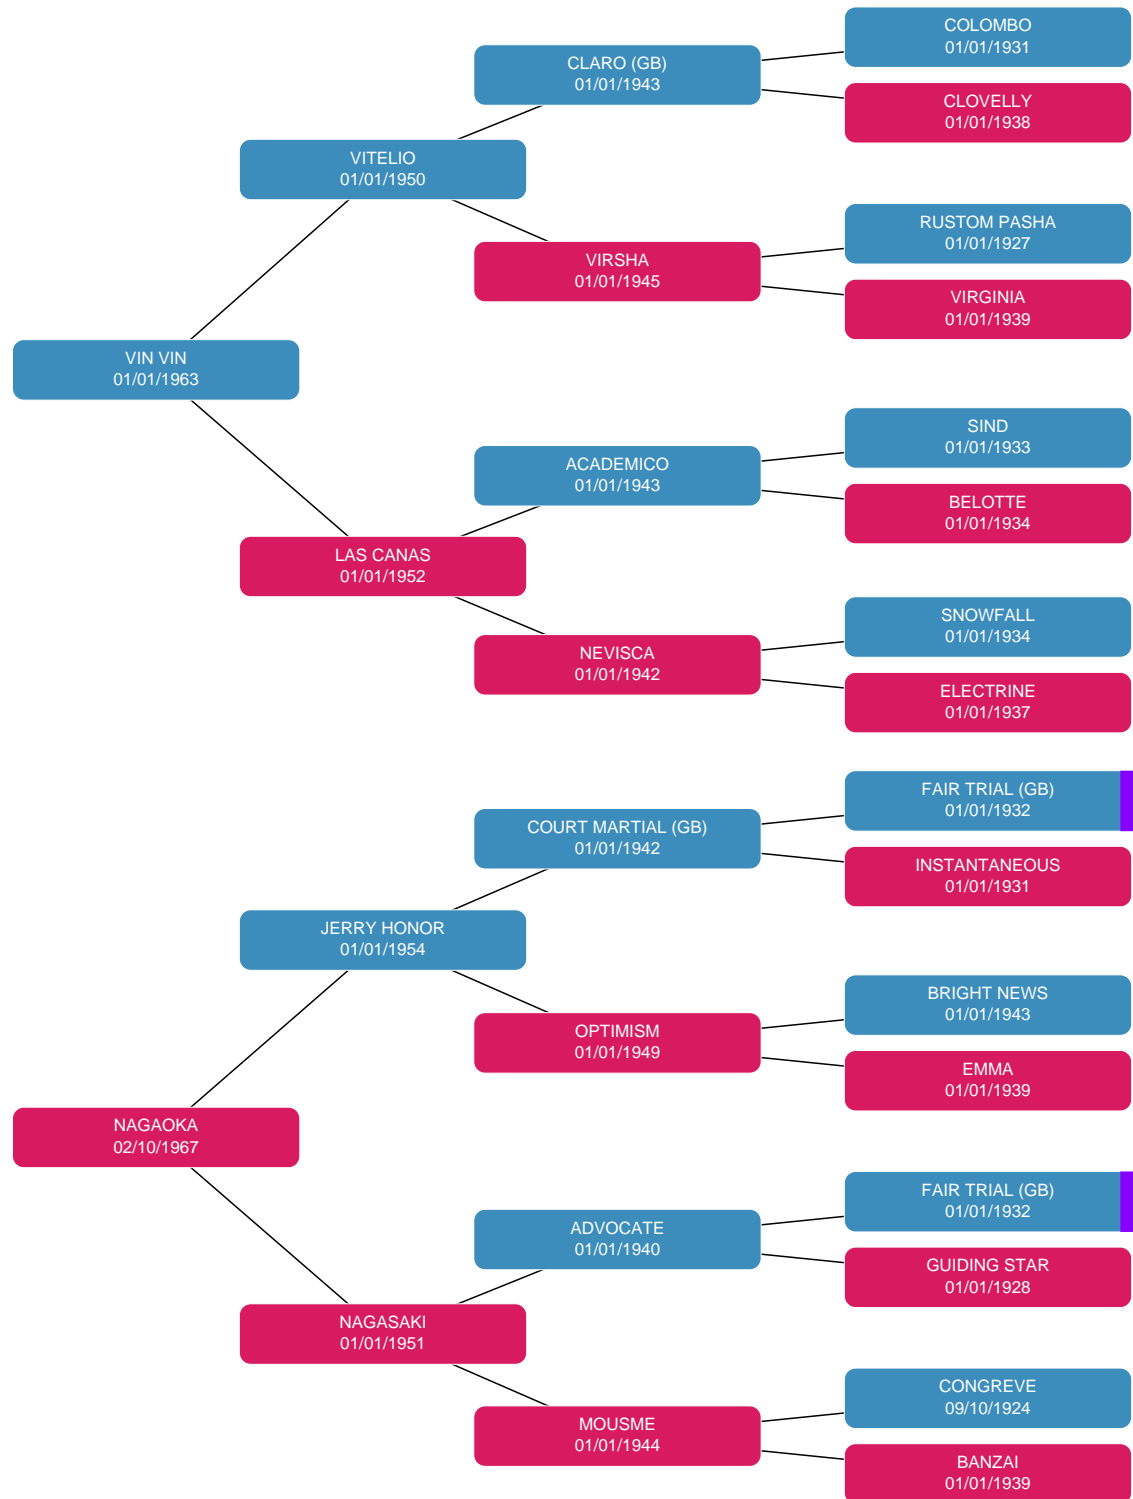 COLOMBO
01/01/1931
CLARO (GB)
01/01/1943
CLOVELLY
01/01/1938
VITELIO
01/01/1950
RUSTOM PASHA
01/01/1927
VIRSHA
01/01/1945
VIRGINIA
01/01/1939
VIN VIN
01/01/1963
SIND
01/01/1933
ACADEMICO
01/01/1943
BELOTTE
01/01/1934
LAS CANAS
01/01/1952
SNOWFALL
01/01/1934
NEVISCA
01/01/1942
ELECTRINE
01/01/1937
FAIR TRIAL (GB)
01/01/1932
COURT MARTIAL (GB)
01/01/1942
INSTANTANEOUS
01/01/1931
JERRY HONOR
01/01/1954
BRIGHT NEWS
01/01/1943
OPTIMISM
01/01/1949
EMMA
01/01/1939
NAGAOKA
02/10/1967
FAIR TRIAL (GB)
01/01/1932
ADVOCATE
01/01/1940
GUIDING STAR
01/01/1928
NAGASAKI
01/01/1951
CONGREVE
09/10/1924
MOUSME
01/01/1944
BANZAI
01/01/1939